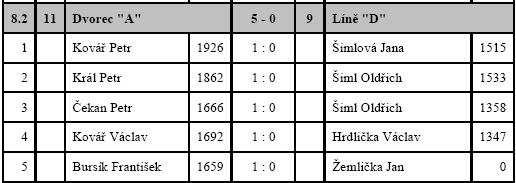 8.2 11 Dvorec "A" 5 - 0 9 Líně "D"
1 Kovář Petr 1926 1 : 0 Šimlová Jana 1515
2 Král Petr 1862 1 : 0 Šiml Oldřich 1533
3 Čekan Petr 1666 1 : 0 Šiml Oldřich 1358
4 Kovář Václav 1692 1 : 0 Hrdlička Václav 1347
5 Bursík František 1659 1 : 0 Žemlička Jan 0